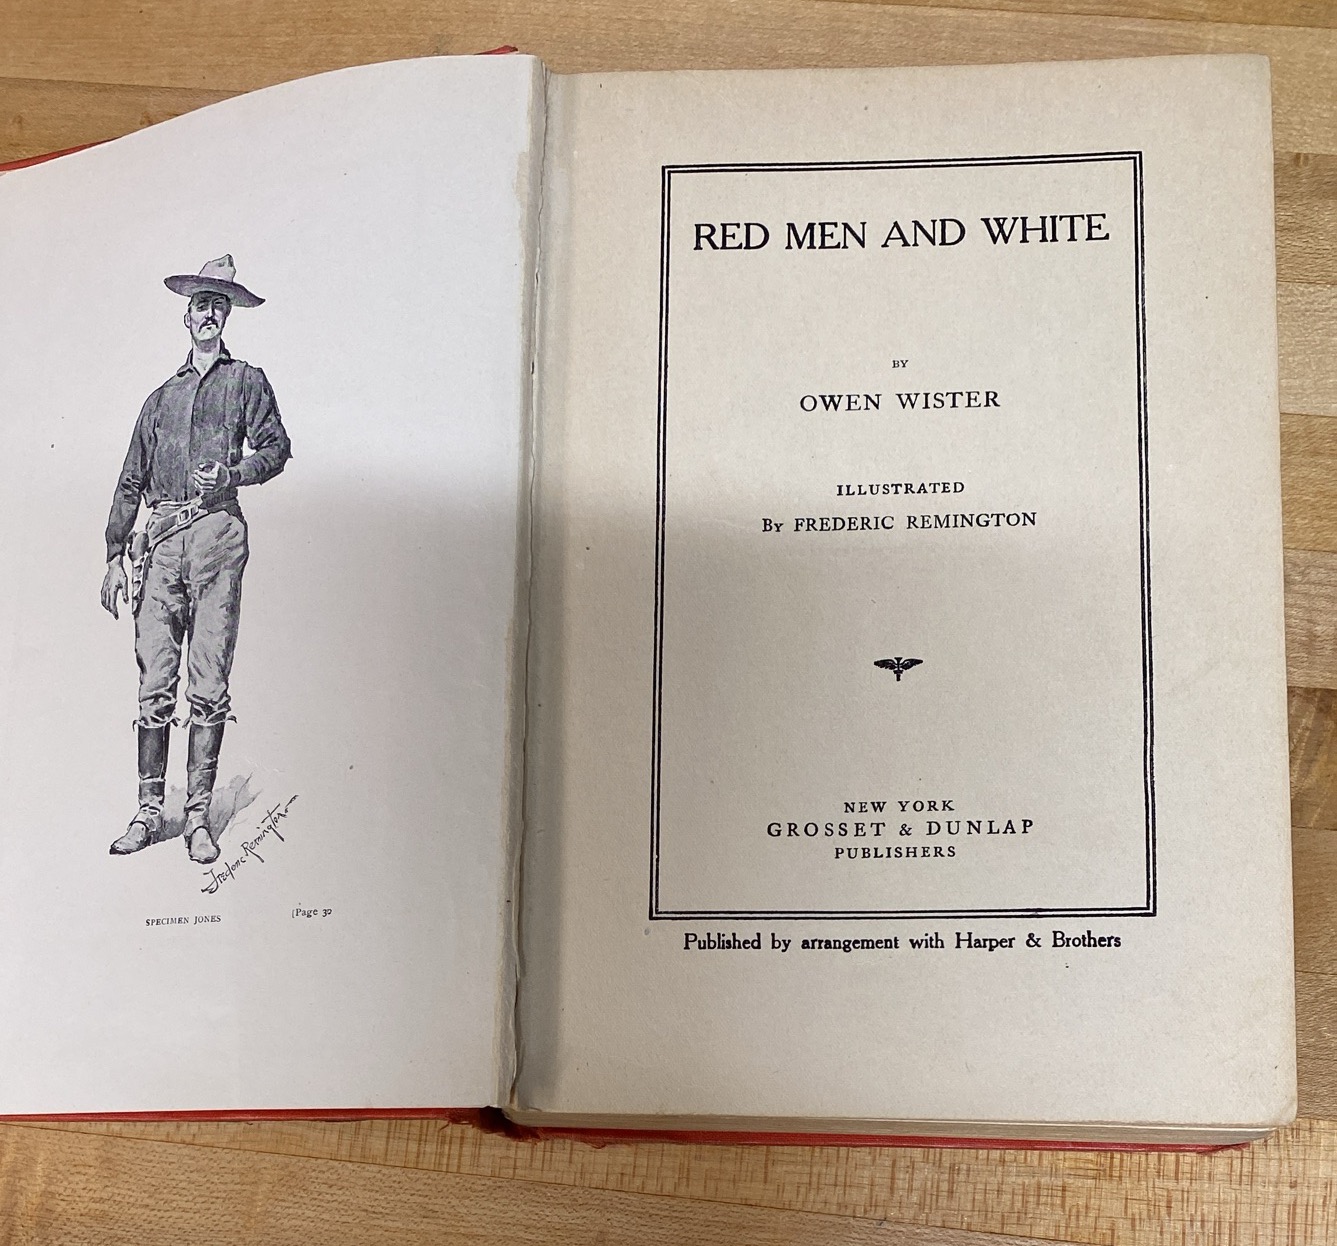 Frederic Remington
SPECIMEN JONES
[Page 30
RED MEN AND WHITE
BY
OWEN WISTER
ILLUSTRATED
By FREDERIC REMINGTON
NEW YORK
GROSSET & DUNLAP
PUBLISHERS
Published by arrangement with Harper & Brothers